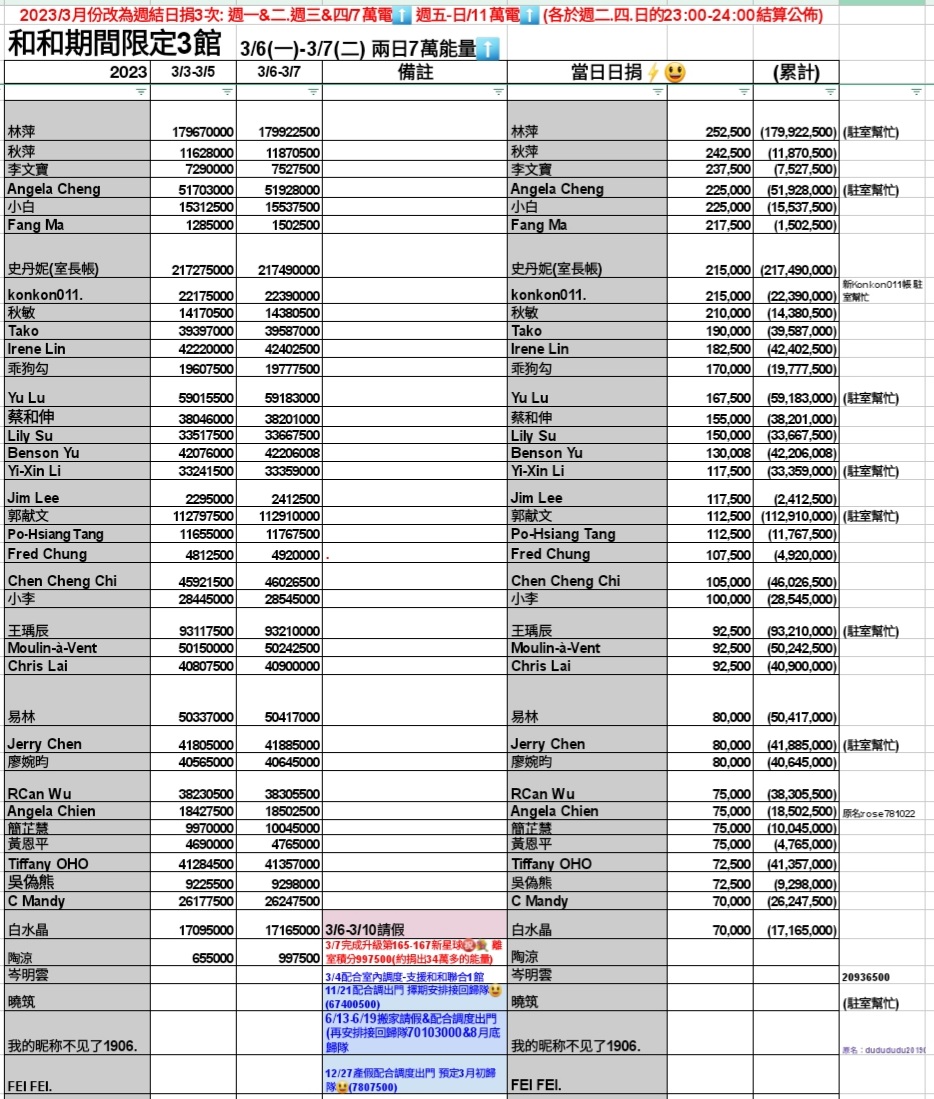 2023/3月份改為週結日捐3次: 週一&二.週三&四/7萬電⬆️ 週五-日/11萬電⬆️ (各於週二.四.日的23:00-24:00結算公佈)
和和期間限定3館 3/6(一)-3/7(二) 兩日7萬能量⬆️
2023 3/3-3/5 3/6-3/7 備註 當日日捐⚡😃 (累計)
林萍 179670000 179922500 林萍 252,500 (179,922,500) (駐室幫忙)
秋萍 11628000 11870500 秋萍 242,500 (11,870,500)
李文寶 7290000 7527500 李文寶 237,500 (7,527,500)
Angela Cheng 51703000 51928000 Angela Cheng 225,000 (51,928,000) (駐室幫忙)
小白 15312500 15537500 小白 225,000 (15,537,500)
Fang Ma 1285000 1502500 Fang Ma 217,500 (1,502,500)
史丹妮(室長帳) 217275000 217490000 史丹妮(室長帳) 215,000 (217,490,000)
konkon011. 22175000 22390000 konkon011. 215,000 (22,390,000) 新Konkon011帳 駐
室幫忙
秋敏 14170500 14380500 秋敏 210,000 (14,380,500)
Tako 39397000 39587000 Tako 190,000 (39,587,000)
Irene Lin 42220000 42402500 Irene Lin 182,500 (42,402,500)
乖狗勾 19607500 19777500 乖狗勾 170,000 (19,777,500)
Yu Lu 59015500 59183000 Yu Lu 167,500 (59,183,000) (駐室幫忙)
蔡和伸 38046000 38201000 蔡和伸 155,000 (38,201,000)
Lily Su 33517500 33667500 Lily Su 150,000 (33,667,500)
Benson Yu 42076000 42206008 Benson Yu 130,008 (42,206,008)
Yi-Xin Li 33241500 33359000 Yi-Xin Li 117,500 (33,359,000) (駐室幫忙)
Jim Lee 2295000 2412500 Jim Lee 117,500 (2,412,500)
郭献文 112797500 112910000 郭献文 112,500 (112,910,000) (駐室幫忙)
Po-Hsiang Tang 11655000 11767500 Po-Hsiang Tang 112,500 (11,767,500)
Fred Chung 4812500 4920000 . Fred Chung 107,500 (4,920,000)
Chen Cheng Chi 45921500 46026500 Chen Cheng Chi 105,000 (46,026,500)
小李 28445000 28545000 小李 100,000 (28,545,000)
王瑀辰 93117500 93210000 王瑀辰 92,500 (93,210,000) (駐室幫忙)
Moulin-à-Vent 50150000 50242500 Moulin-à-Vent 92,500 (50,242,500)
Chris Lai 40807500 40900000 Chris Lai 92,500 (40,900,000)
易林 50337000 50417000 易林 80,000 (50,417,000)
Jerry Chen 41805000 41885000 Jerry Chen 80,000 (41,885,000) (駐室幫忙)
廖婉昀 40565000 40645000 廖婉昀 80,000 (40,645,000)
RCan Wu 38230500 38305500 RCan Wu 75,000 (38,305,500)
Angela Chien 18427500 18502500 Angela Chien 75,000 (18,502,500) 原名rose781022
簡芷慧 9970000 10045000 簡芷慧 75,000 (10,045,000)
黃恩平 4690000 4765000 黃恩平 75,000 (4,765,000)
Tiffany OHO 41284500 41357000 Tiffany OHO 72,500 (41,357,000)
吳偽熊 9225500 9298000 吳偽熊 72,500 (9,298,000)
C Mandy 26177500 26247500 C Mandy 70,000 (26,247,500)
白水晶 17095000 17165000 3/6-3/10請假 白水晶 70,000 (17,165,000)
3/7完成升級第165-167新星球 離
室積分997500(約捐出34萬多的能量)
陶涼 655000 997500 陶涼
岑明雲 3/4配合室內調度-支援和和聯合1館 岑明雲 20936500
11/21配合調出門 擇期安排接回歸隊
(67400500)
曉筑 曉筑 (駐室幫忙)
6/13-6/19搬家請假&配合調度出門
(再安排接回歸隊70103000&8月底
歸隊
我的昵称不见了1906. 我的昵称不见了1906. 原名：dudududu2019
12/27產假配合調度出門 預定3月初歸
隊(7807500)
FEI FEI. FEI FEI.